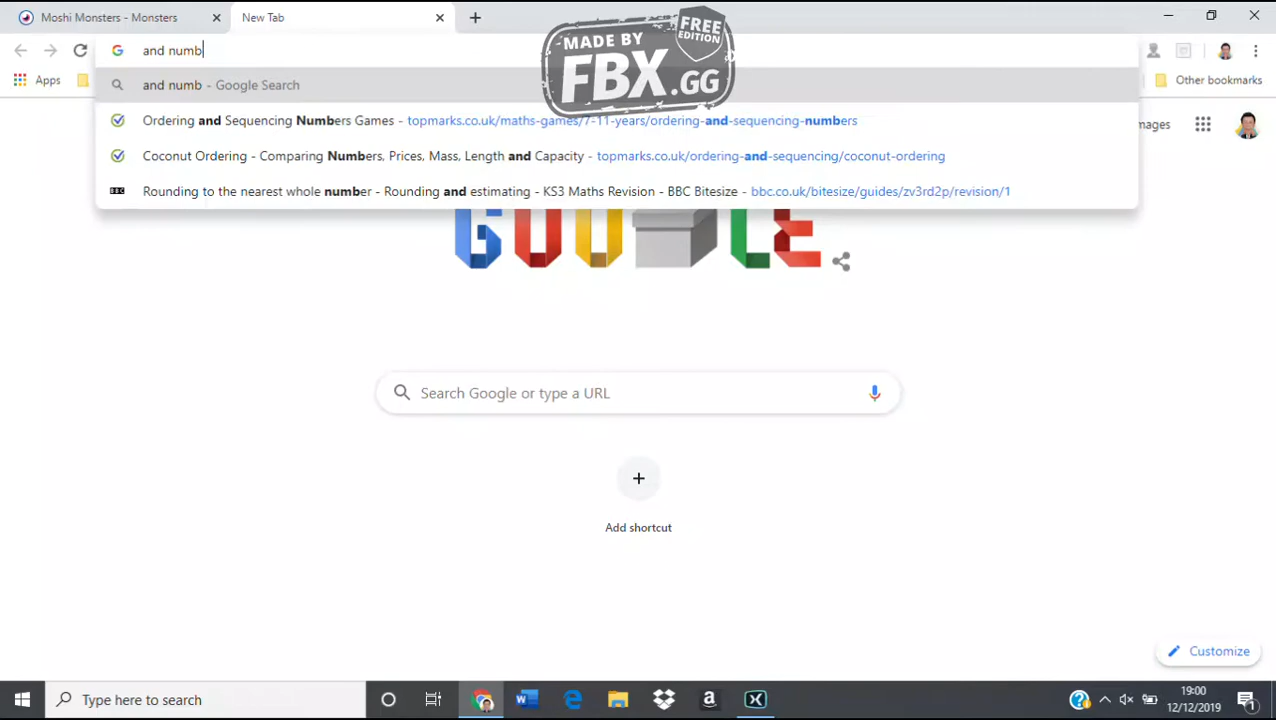 Moshi Monsters - Monsters
New Tab
and numb
MADE BY
FBX.GG
FREE
EDITION
Apps
Other bookmarks
and numb - Google Search
Ordering and Sequencing Numbers Games - topmarks.co.uk/maths-games/7-11-years/ordering-and-sequencing-numbers
Coconut Ordering - Comparing Numbers, Prices, Mass, Length and Capacity - topmarks.co.uk/ordering-and-sequencing/coconut-ordering
BBC Rounding to the nearest whole number - Rounding and estimating - KS3 Maths Revision - BBC Bitesize - bbc.co.uk/bitesize/guides/zv3rd2p/revision/1
mages
GOOGLE
Search Google or type a URL
Add shortcut
Customize
Type here to search
19:00
12/12/2019
1